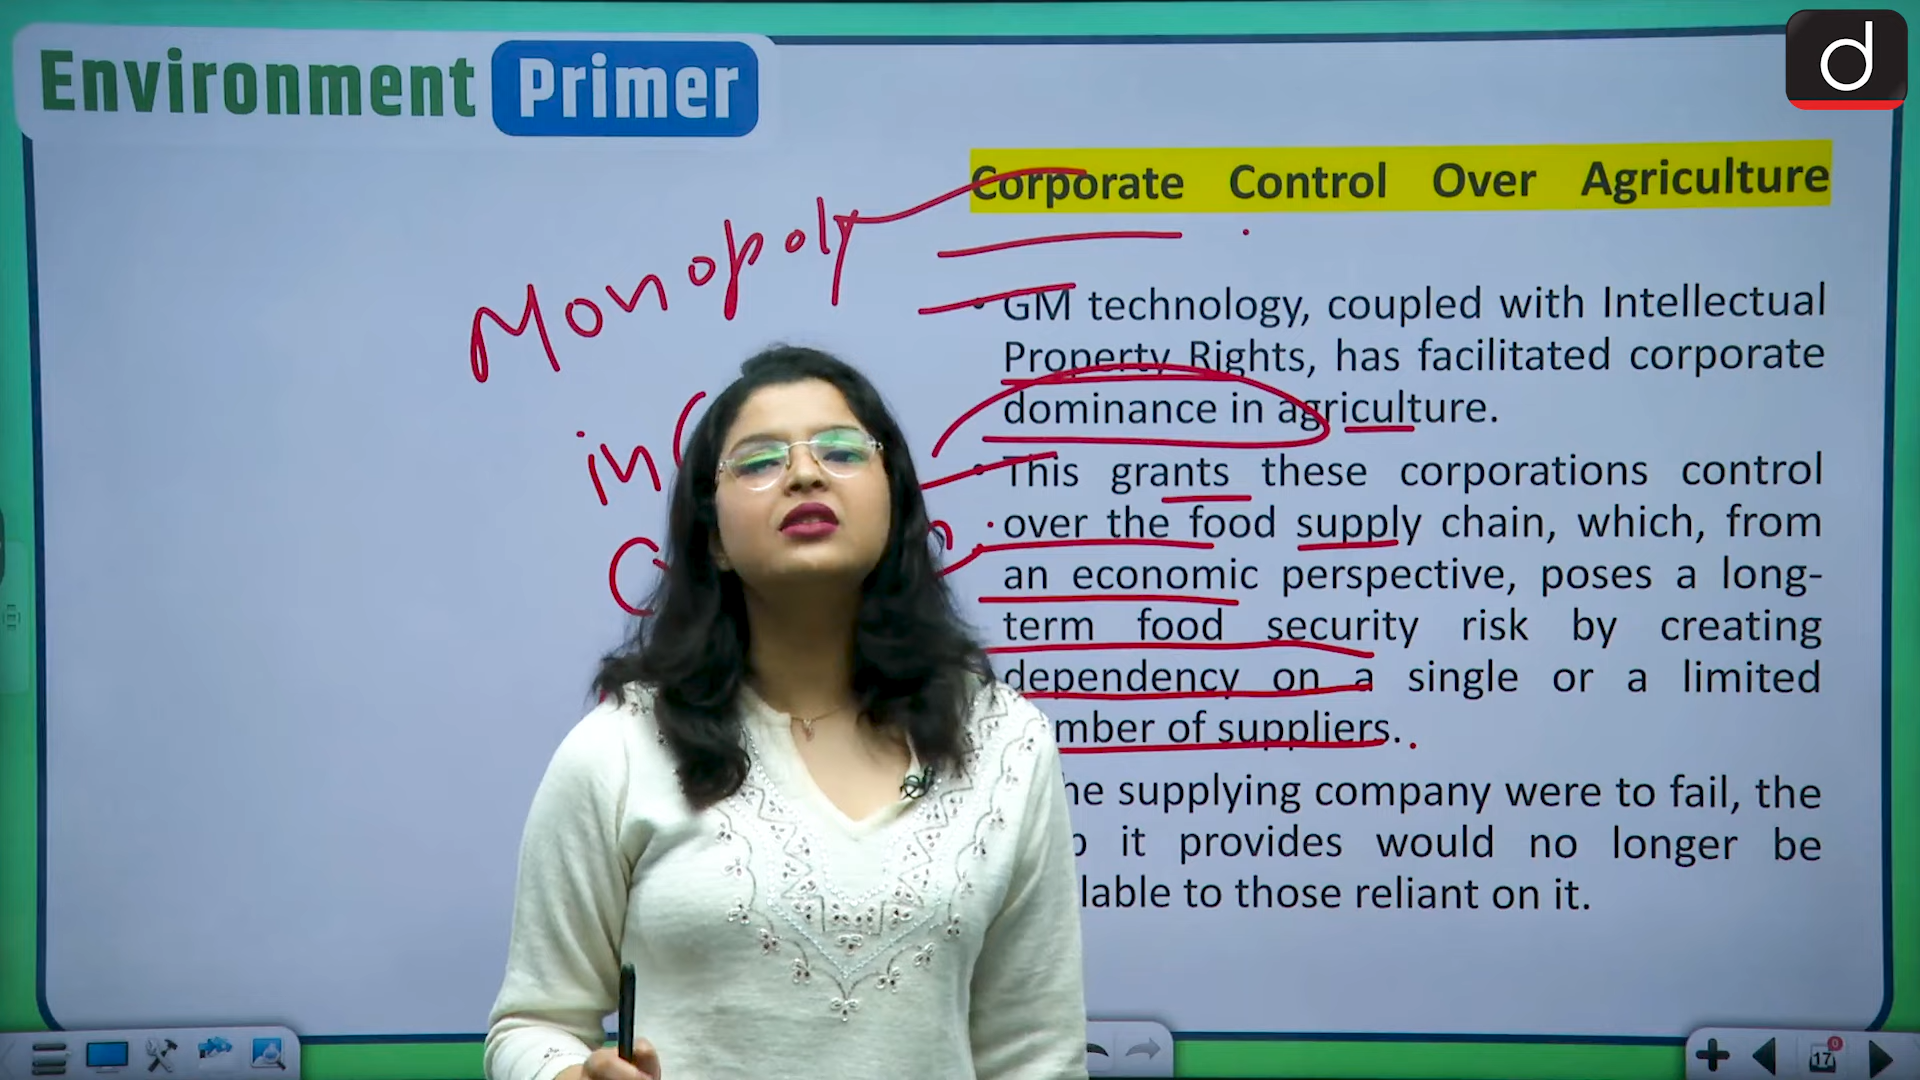 Environment Primer
d
Corporate Control Over Agriculture
Monopoly
• GM technology, coupled with Intellectual
Property Rights, has facilitated corporate
dominance in agriculture.
in
• This grants these corporations control
over the food supply chain, which, from
an economic perspective, poses a long-
term food security risk by creating
dependency on a single or a limited
of suppliers.
supplying company were to fail, the
it provides would no longer be
to those reliant on it.
17
0